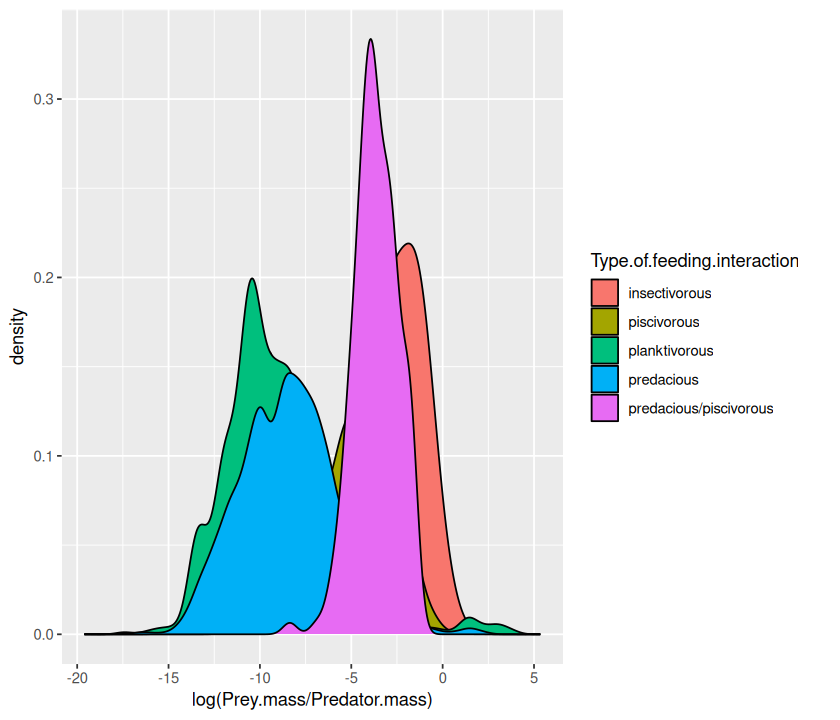 0.3
0.2
0.1
0.0
density
-20 -15 -10 -5 0 5
log(Prey.mass/Predator.mass)
Type.of.feeding.interaction
insectivorous
piscivorous
planktivorous
predacious
predacious/piscivorous